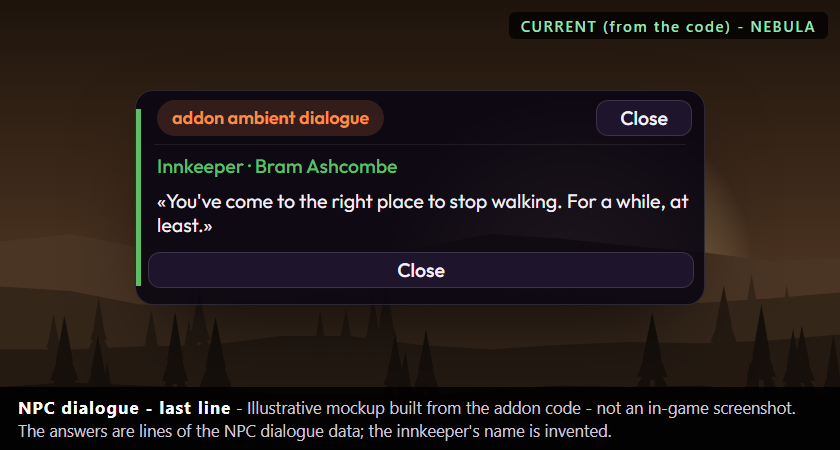 CURRENT (from the code) - NEBULA
addon ambient dialogue
Close
Innkeeper · Bram Ashcombe
«You've come to the right place to stop walking. For a while, at
least.»
Close
NPC dialogue - last line - Illustrative mockup built from the addon code - not an in-game screenshot.
The answers are lines of the NPC dialogue data; the innkeeper's name is invented.